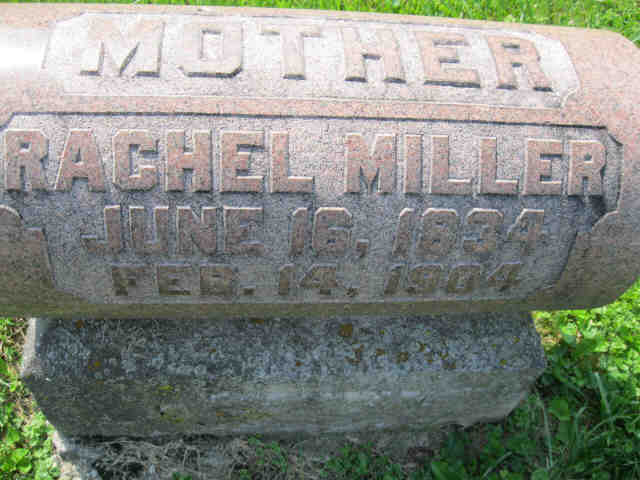 MOTHER
RACHEL MILLER
JUNE 16, 1834
FEB. 14, 1904